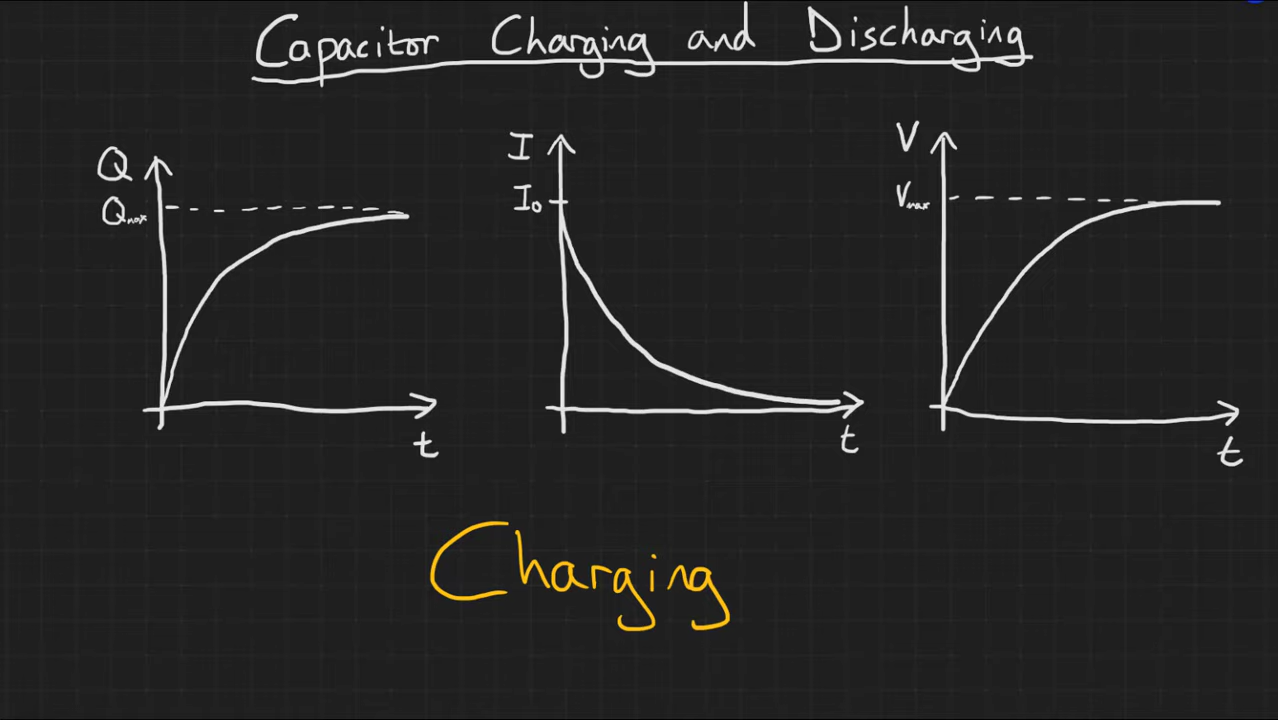 Capacitor Charging and Discharging
Q
Qmax
t
I
I₀
t
V
Vmax
t
Charging